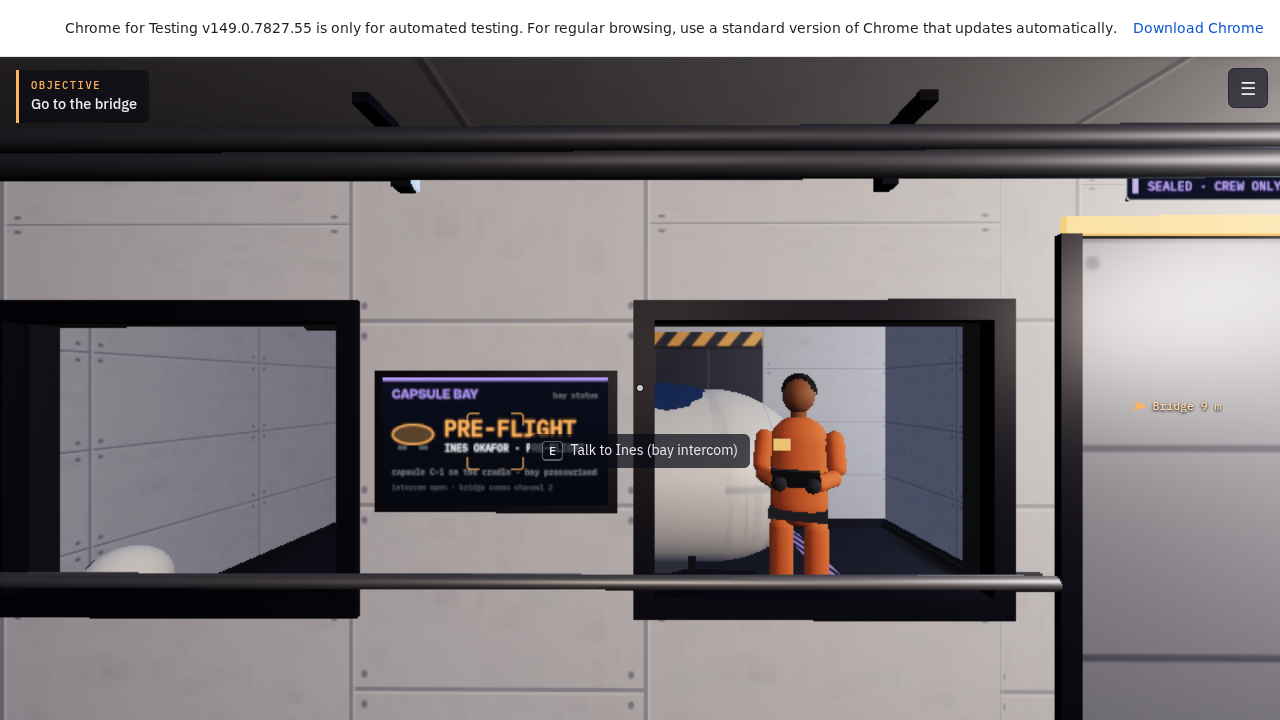 Chrome for Testing v149.0.7827.55 is only for automated testing. For regular browsing, use a standard version of Chrome that updates automatically. Download Chrome
OBJECTIVE
Go to the bridge
☰
SEALED · CREW ONLY
CAPSULE BAY
bay status
PRE-FLIGHT
INES OKAFOR ·
E Talk to Ines (bay intercom)
capsule C-1 on the cradle · bay pressurised
intercom open · bridge comms channel 2
Bridge 9 m